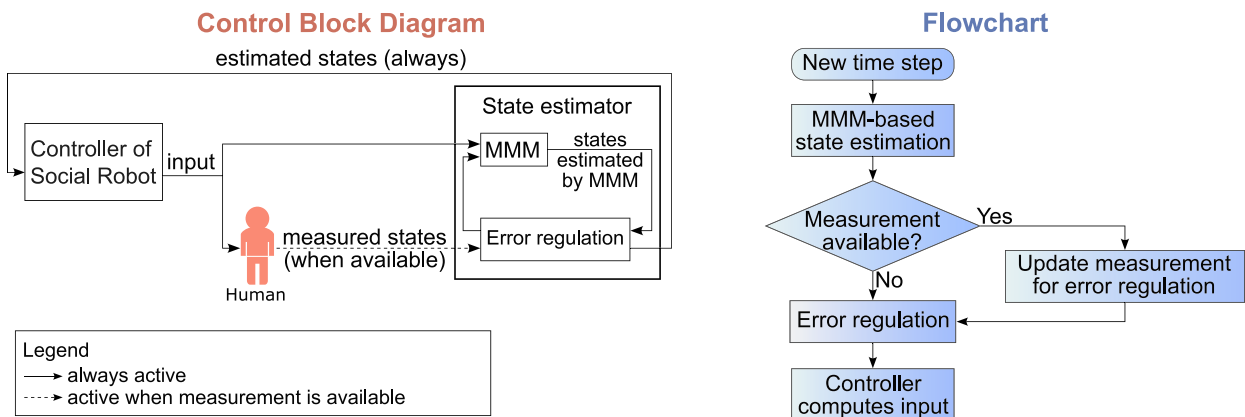 Control Block Diagram
estimated states (always)
Controller of
Social Robot
input
State estimator
MMM
states
estimated
by MMM
measured states
(when available)
Error regulation
Human
Legend
always active
active when measurement is available
Flowchart
New time step
MMM-based
state estimation
Measurement
available?
Yes
No
Update measurement
for error regulation
Error regulation
Controller
computes input